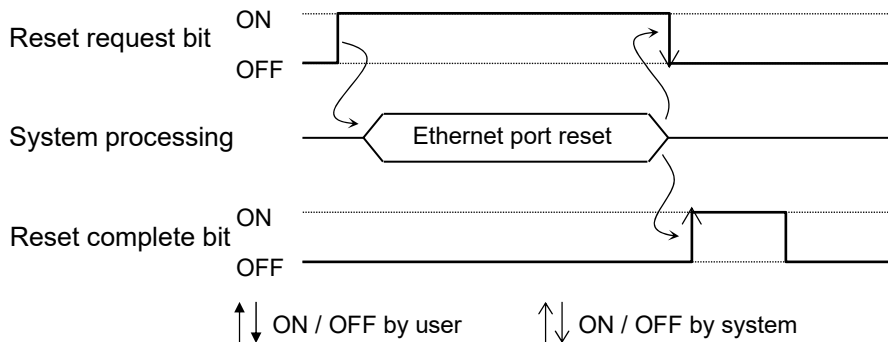 Reset request bit
ON
OFF
System processing
Ethernet port reset
Reset complete bit
ON
OFF
ON / OFF by user
ON / OFF by system